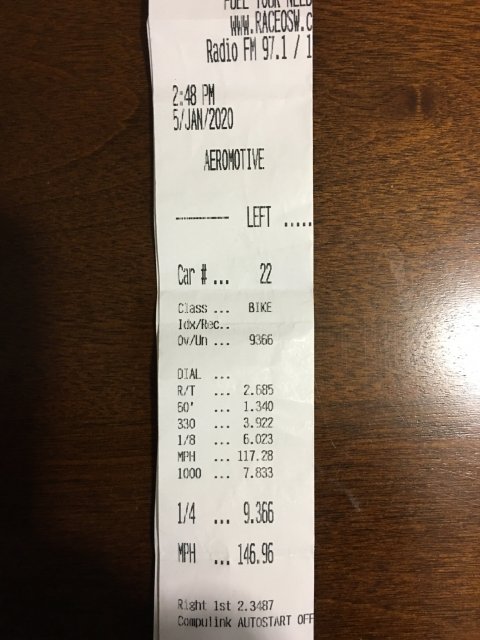 FUEL YOUR NEED
WWW.RACEOSW.C
Radio FM 97.1 / 1
2:48 PM
5/JAN/2020
AEROMOTIVE
--------- LEFT .....
Car # ... 22
Class ... BIKE
Idx/Rec..
Ov/Un ... 9366
DIAL ...
R/T ... 2.685
60' ... 1.340
330 ... 3.922
1/8 ... 6.023
MPH ... 117.28
1000 ... 7.833
1/4 ... 9.366
MPH ... 146.96
Right 1st 2.3487
Compulink AUTOSTART OFF